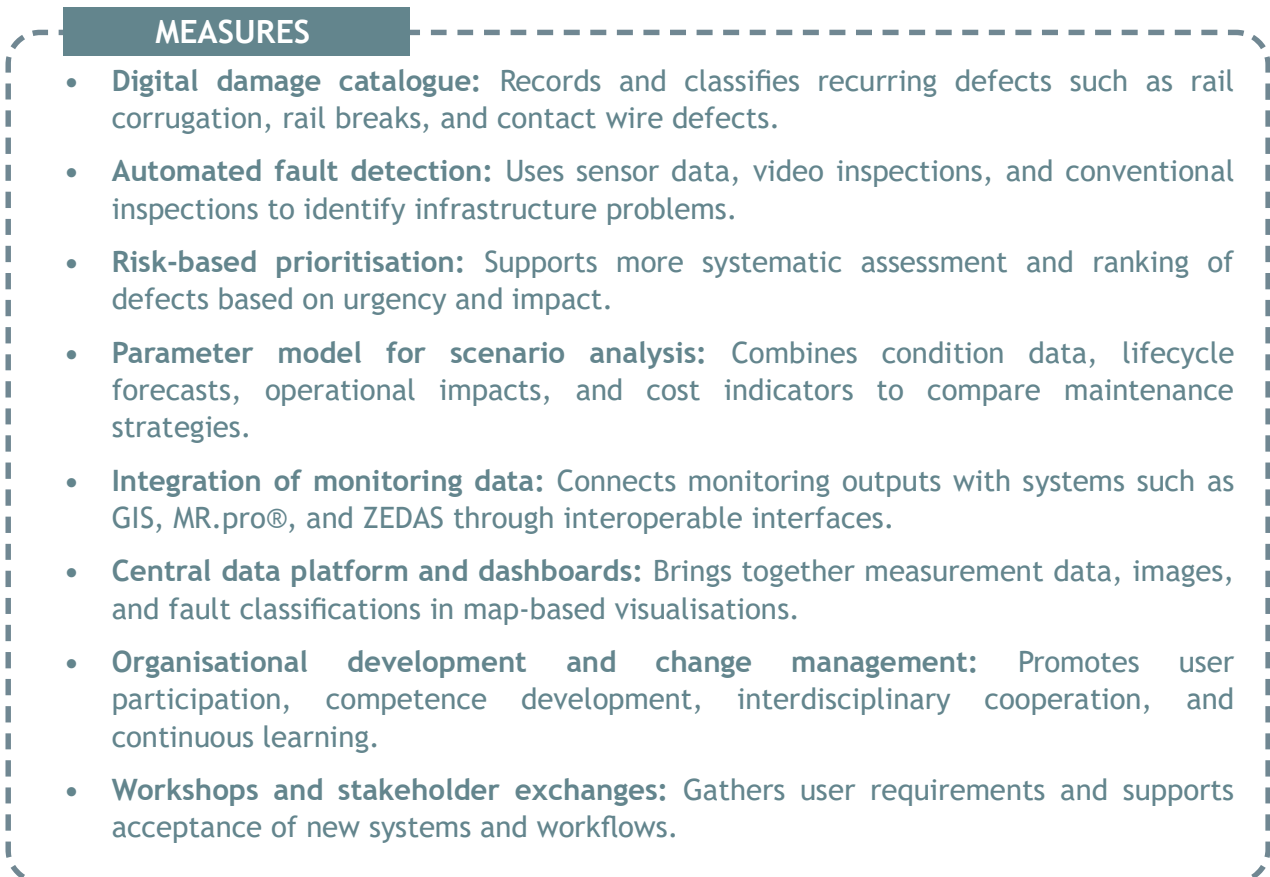 MEASURES
• Digital damage catalogue: Records and classifies recurring defects such as rail
corrugation, rail breaks, and contact wire defects.
• Automated fault detection: Uses sensor data, video inspections, and conventional
inspections to identify infrastructure problems.
• Risk-based prioritisation: Supports more systematic assessment and ranking of
defects based on urgency and impact.
• Parameter model for scenario analysis: Combines condition data, lifecycle
forecasts, operational impacts, and cost indicators to compare maintenance
strategies.
• Integration of monitoring data: Connects monitoring outputs with systems such as
GIS, MR.pro®, and ZEDAS through interoperable interfaces.
• Central data platform and dashboards: Brings together measurement data, images,
and fault classifications in map-based visualisations.
• Organisational development and change management: Promotes user
participation, competence development, interdisciplinary cooperation, and
continuous learning.
• Workshops and stakeholder exchanges: Gathers user requirements and supports
acceptance of new systems and workflows.